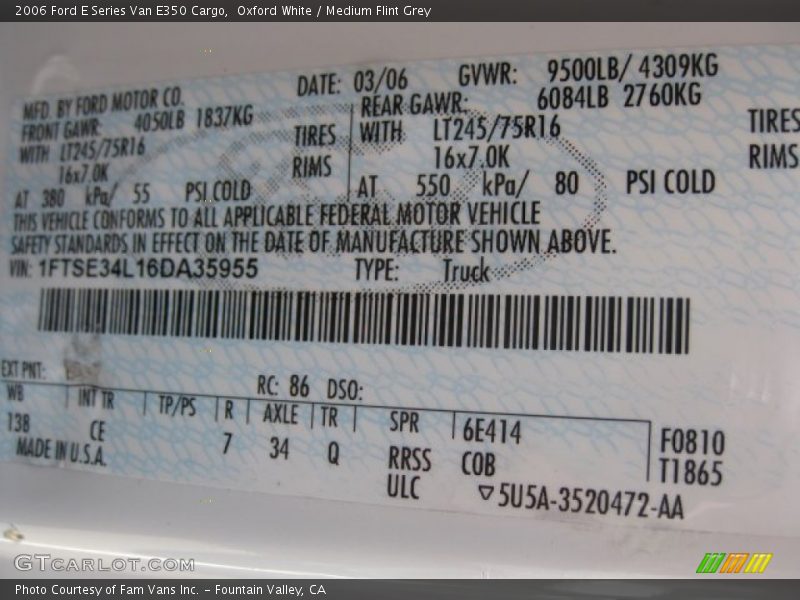 2006 Ford E Series Van E350 Cargo,  Oxford White / Medium Flint Grey
MFD. BY FORD MOTOR CO. DATE: 03/06 GVWR: 9500LB/ 4309KG
FRONT GAWR: 4050LB 1837KG REAR GAWR: 6084LB 2760KG
WITH LT245/75R16 TIRES WITH LT245/75R16 TIRES
16x7.0K RIMS 16x7.0K RIMS
AT 380 kPa/ 55 PSI COLD AT 550 kPa/ 80 PSI COLD
THIS VEHICLE CONFORMS TO ALL APPLICABLE FEDERAL MOTOR VEHICLE
SAFETY STANDARDS IN EFFECT ON THE DATE OF MANUFACTURE SHOWN ABOVE.
VIN: 1FTSE34L16DA35955 TYPE: Truck
EXT PNT: RC: 86 DSO:
WB INT TR TP/PS R AXLE TR SPR 6E414 F0810
138 CE 7 34 Q RRSS COB T1865
MADE IN U.S.A. ULC ▽5U5A-3520472-AA
GTCARLOT.COM
Photo Courtesy of Fam Vans Inc. - Fountain Valley, CA